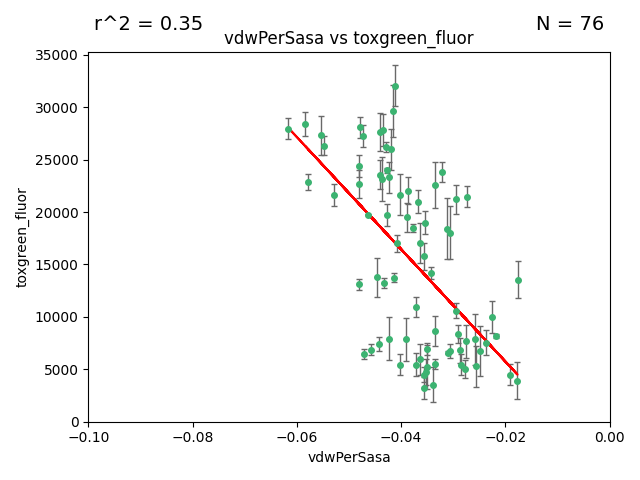 r^2 = 0.35
N = 76
vdwPerSasa vs toxgreen_fluor
35000
30000
25000
20000
15000
10000
5000
0
toxgreen_fluor
−0.10
−0.08
−0.06
−0.04
−0.02
0.00
vdwPerSasa